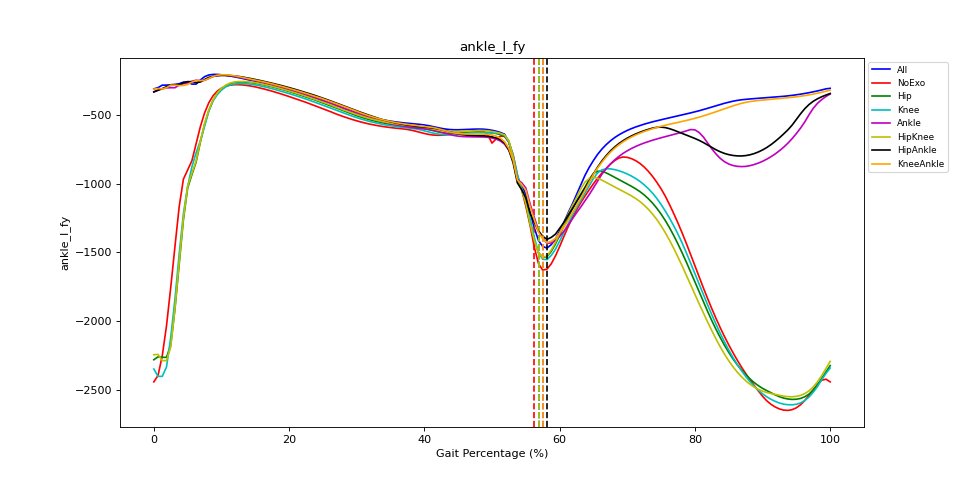 ankle_l_fy
−500
−1000
−1500
−2000
−2500
ankle_l_fy
0
20
40
60
80
100
Gait Percentage (%)
All
NoExo
Hip
Knee
Ankle
HipKnee
HipAnkle
KneeAnkle